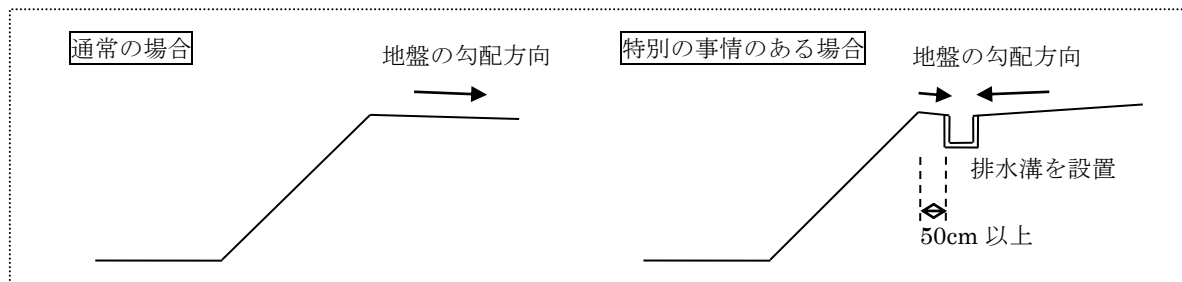 通常の場合
地盤の勾配方向
特別の事情のある場合
地盤の勾配方向
排水溝を設置
50cm 以上